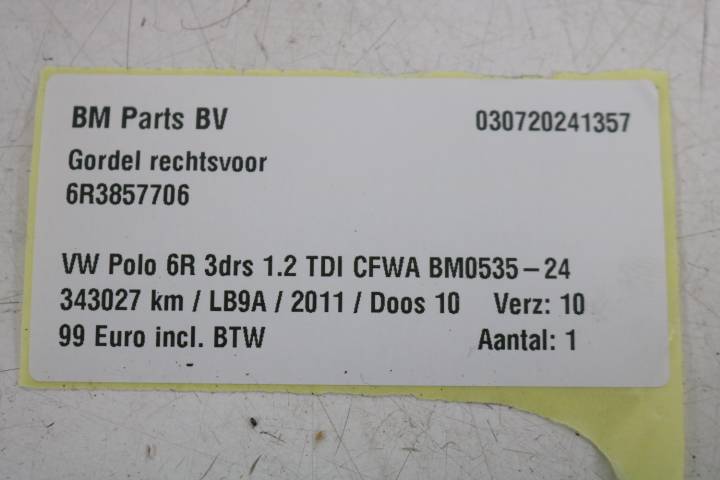 BM Parts BV 030720241357
Gordel rechtsvoor
6R3857706
VW Polo 6R 3drs 1.2 TDI CFWA BM0535-24
343027 km / LB9A / 2011 / Doos 10 Verz: 10
99 Euro incl. BTW Aantal: 1